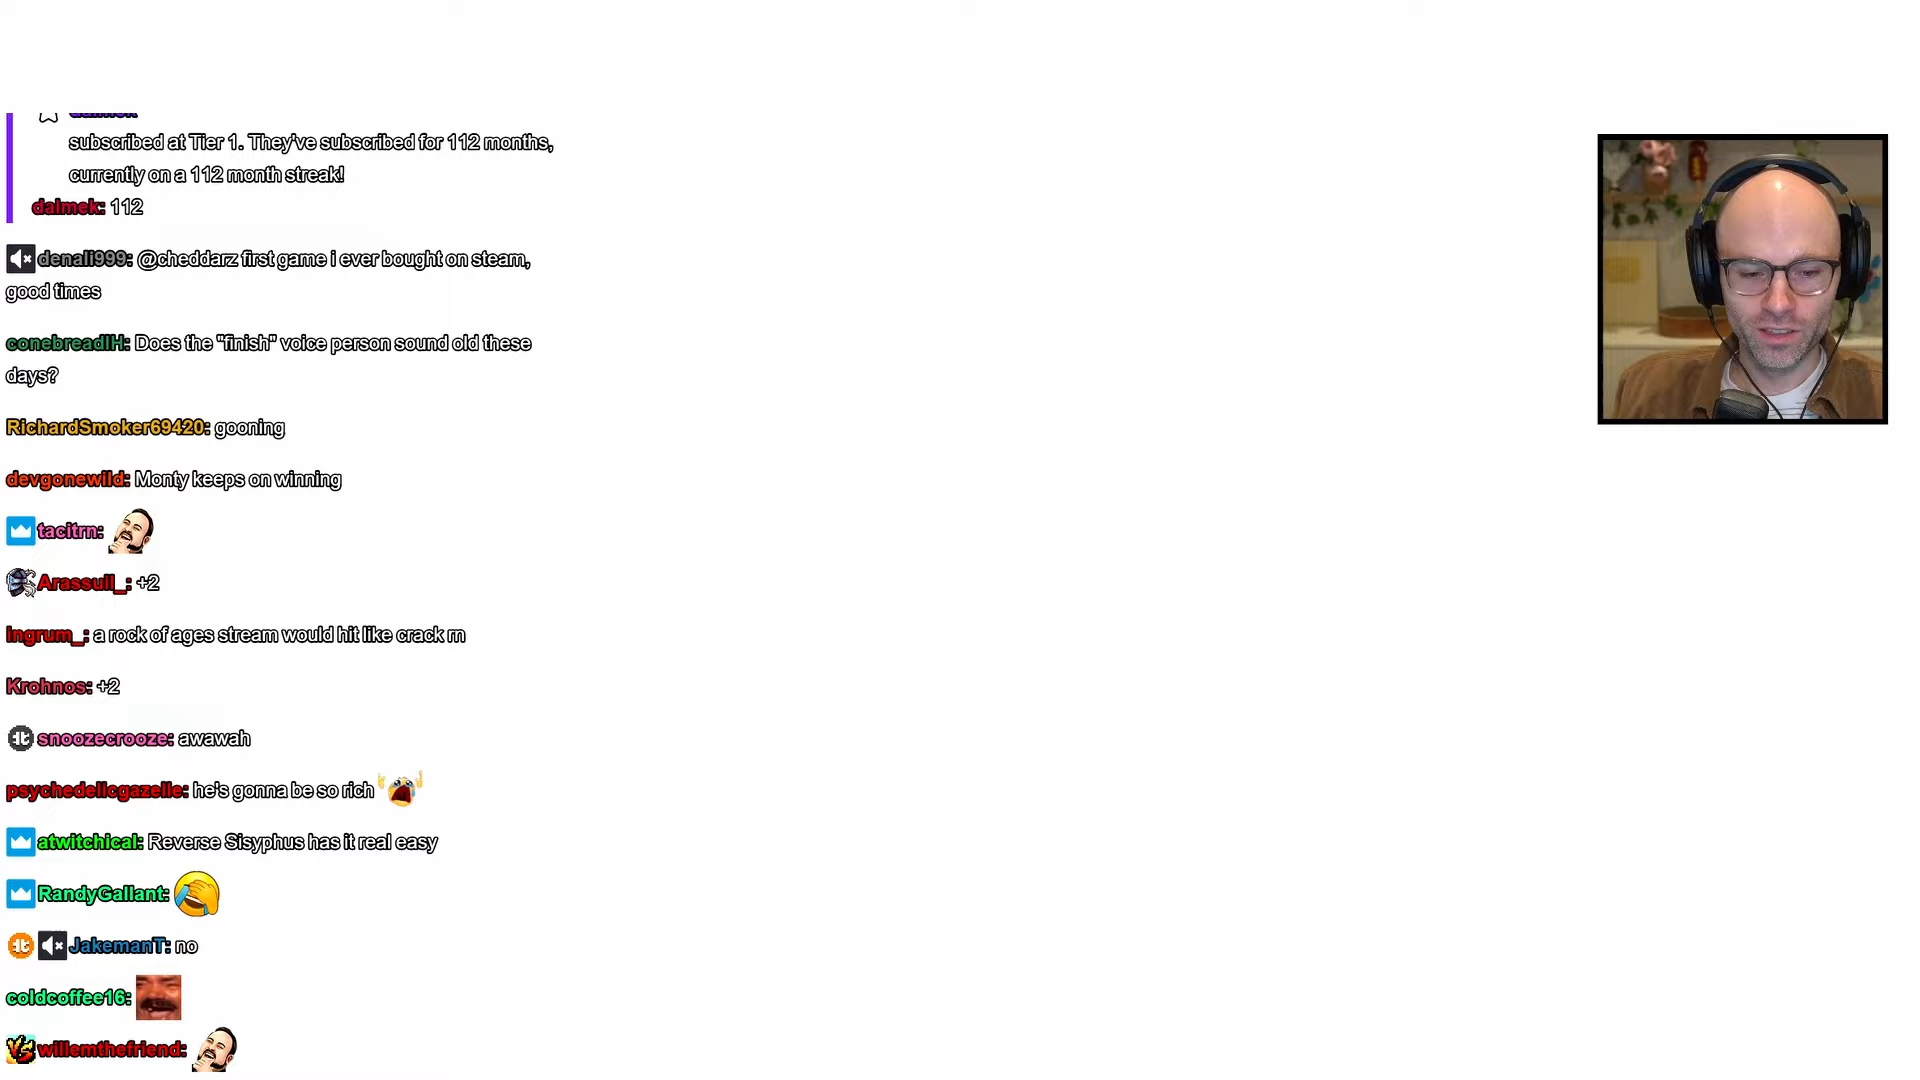 subscribed at Tier 1. They've subscribed for 112 months,
currently on a 112 month streak!
dalmek: 112
denali999: @cheddarz first game i ever bought on steam,
good times
conebreadIH: Does the "finish" voice person sound old these
days?
RichardSmoker69420: gooning
devgonewild: Monty keeps on winning
tacitrn:
Arassuil_: +2
ingrum_: a rock of ages stream would hit like crack rn
Krohnos: +2
snoozecrooze: awawah
psychedelicgazelle: he's gonna be so rich
atwitchical: Reverse Sisyphus has it real easy
RandyGallant:
JakemanT: no
coldcoffee16:
willemthefriend: